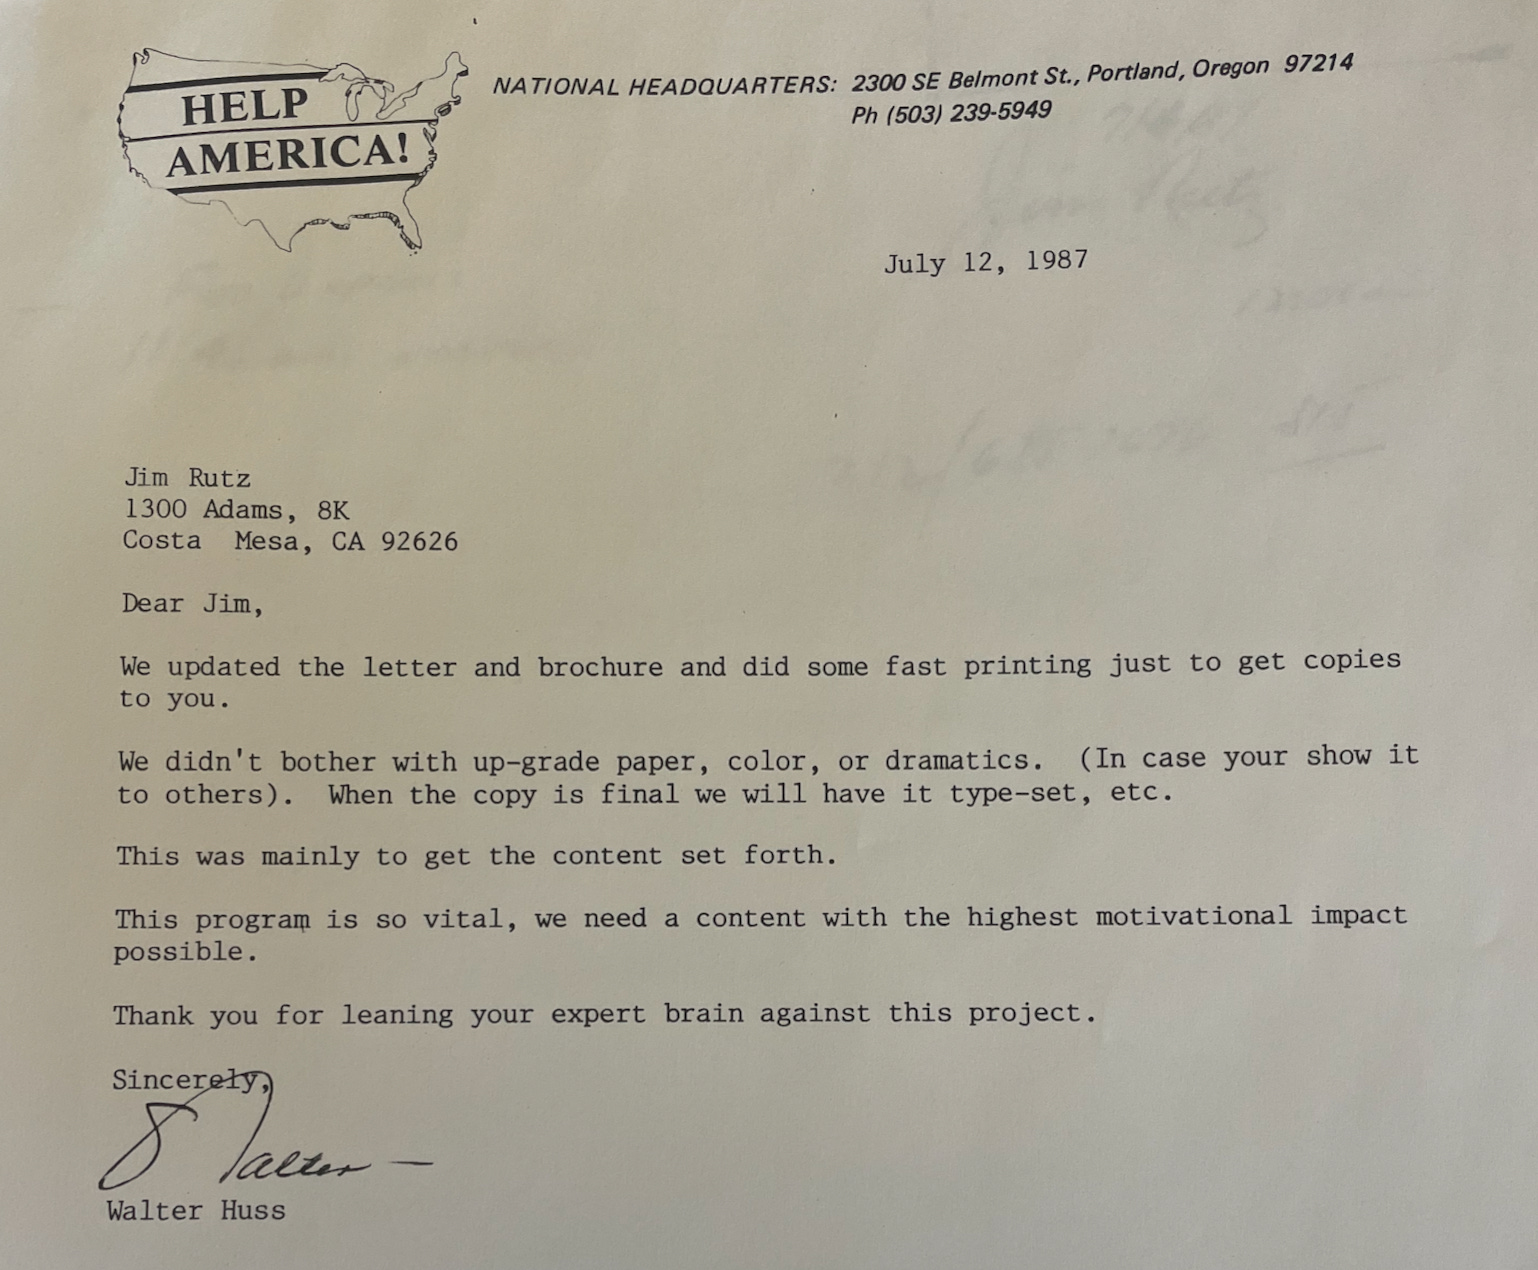 HELP
AMERICA!
NATIONAL HEADQUARTERS: 2300 SE Belmont St., Portland, Oregon 97214
Ph (503) 239-5949
July 12, 1987
Jim Rutz
1300 Adams, 8K
Costa Mesa, CA 92626
Dear Jim,
We updated the letter and brochure and did some fast printing just to get copies
to you.
We didn't bother with up-grade paper, color, or dramatics. (In case your show it
to others). When the copy is final we will have it type-set, etc.
This was mainly to get the content set forth.
This program is so vital, we need a content with the highest motivational impact
possible.
Thank you for leaning your expert brain against this project.
Sincerely,
Walter
Walter Huss